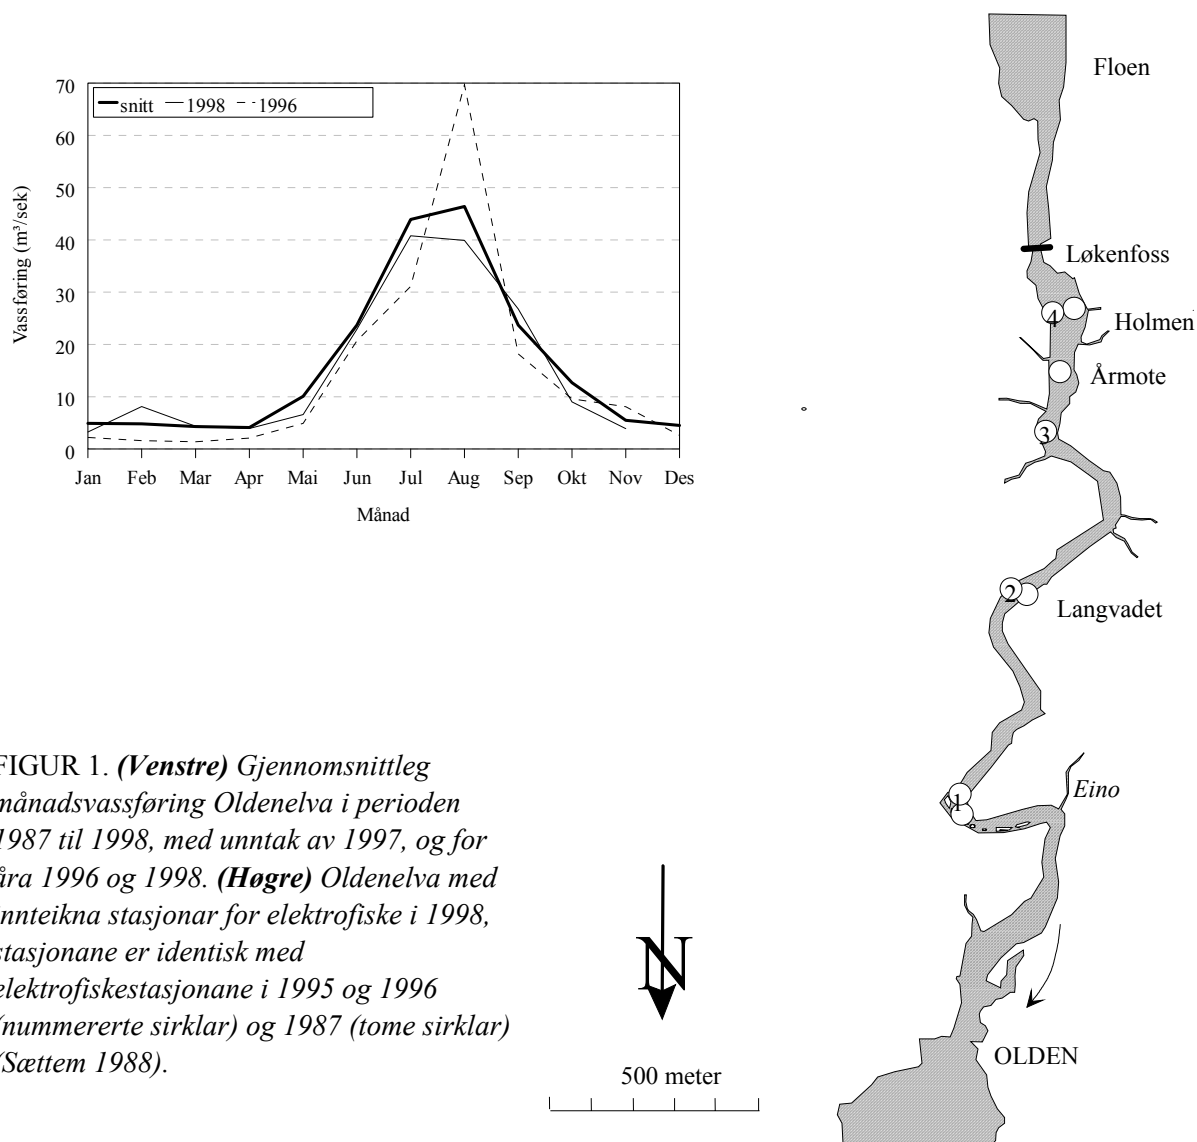 70
60
50
40
30
20
10
0
Vassføring (m³/sek)
snitt 1998 1996
Jan Feb Mar Apr Mai Jun Jul Aug Sep Okt Nov Des
Månad
Floen
Løkenfoss
4
Holmen
Årmote
3
2
Langvadet
1
Eino
OLDEN
FIGUR 1. (Venstre) Gjennomsnittleg
månadsvassføring Oldenelva i perioden
1987 til 1998, med unntak av 1997, og for
åra 1996 og 1998. (Høgre) Oldenelva med
innteikna stasjonar for elektrofiske i 1998,
stasjonane er identisk med
elektrofiskestasjonane i 1995 og 1996
(nummererte sirklar) og 1987 (tome sirklar)
(Sættem 1988).
N
500 meter